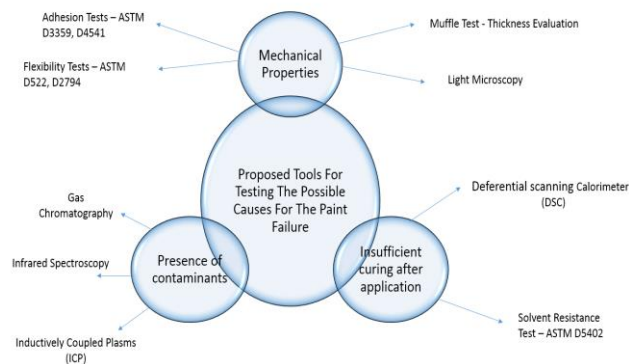 Adhesion Tests – ASTM
D3359, D4541
Flexibility Tests – ASTM
D522, D2794
Mechanical
Properties
Muffle Test - Thickness Evaluation
Light Microscopy
Proposed Tools For
Testing The Possible
Causes For The Paint
Failure
Gas
Chromatography
Infrared Spectroscopy
Inductively Coupled Plasms
(ICP)
Presence of
contaminants
Insufficient
curing after
application
Deferential scanning Calorimeter
(DSC)
Solvent Resistance
Test – ASTM D5402